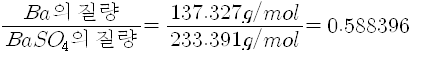 Ba의 질량 / BaSO₄의 질량 = 137.327g/mol / 233.391g/mol = 0.588396